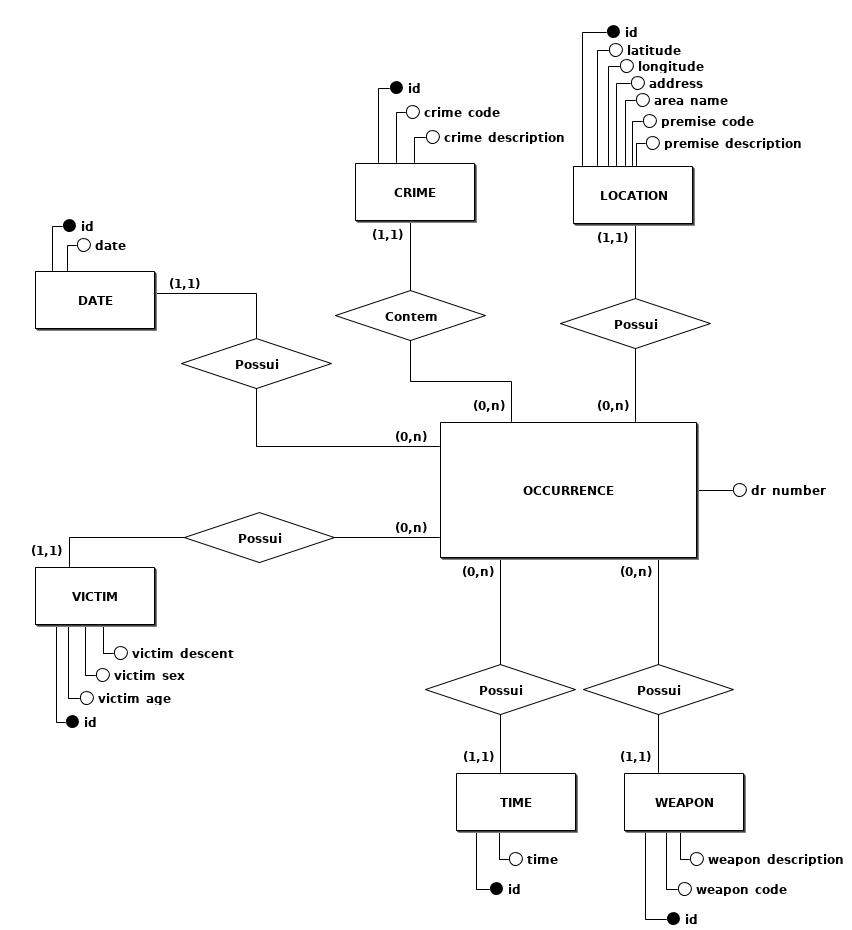 id
latitude
longitude
address
area name
premise code
premise description
id
crime code
crime description
CRIME
LOCATION
(1,1)
(1,1)
id
date
DATE
(1,1)
Contem
Possui
Possui
(0,n)
(0,n)
(0,n)
OCCURRENCE
dr number
(0,n)
Possui
(1,1)
VICTIM
(0,n)
(0,n)
victim descent
victim sex
victim age
id
Possui
Possui
(1,1)
(1,1)
TIME
WEAPON
time
id
weapon description
weapon code
id